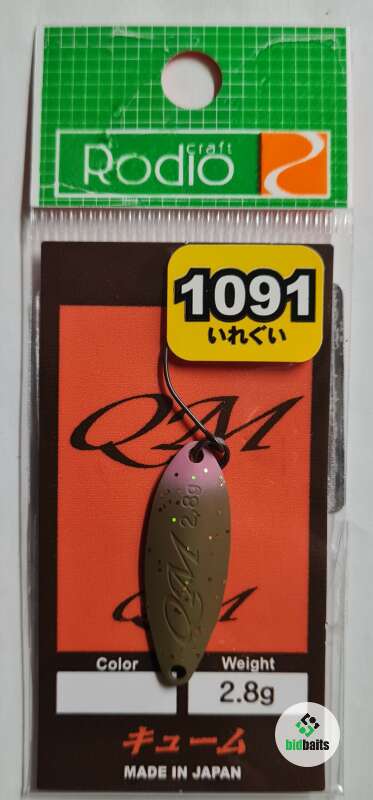 Rodio
craft
1091
いれぐい
QM
QM 2.8g
QM
Color
Weight
2.8g
キューム
MADE IN JAPAN
bidbaits